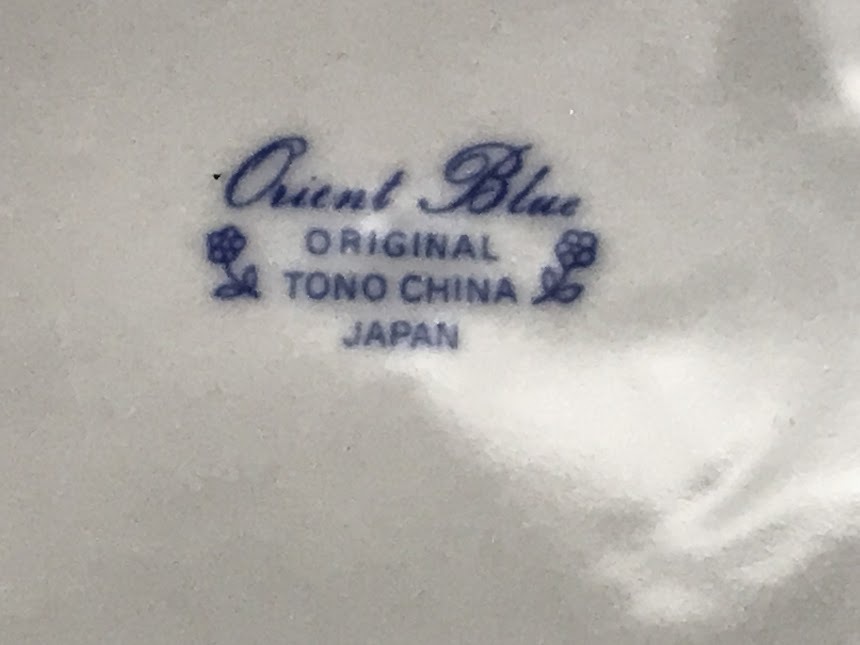 Orient Blue
ORIGINAL
TONO CHINA
JAPAN